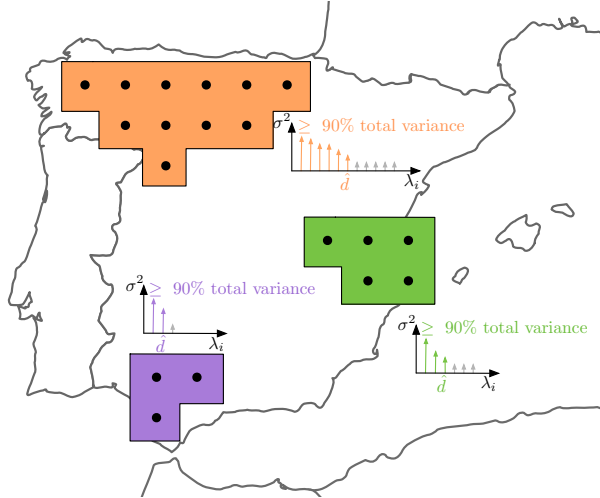 σ²
≥ 90% total variance
d̂
λᵢ
σ²
≥ 90% total variance
d̂
λᵢ
σ²
≥ 90% total variance
d̂
λᵢ